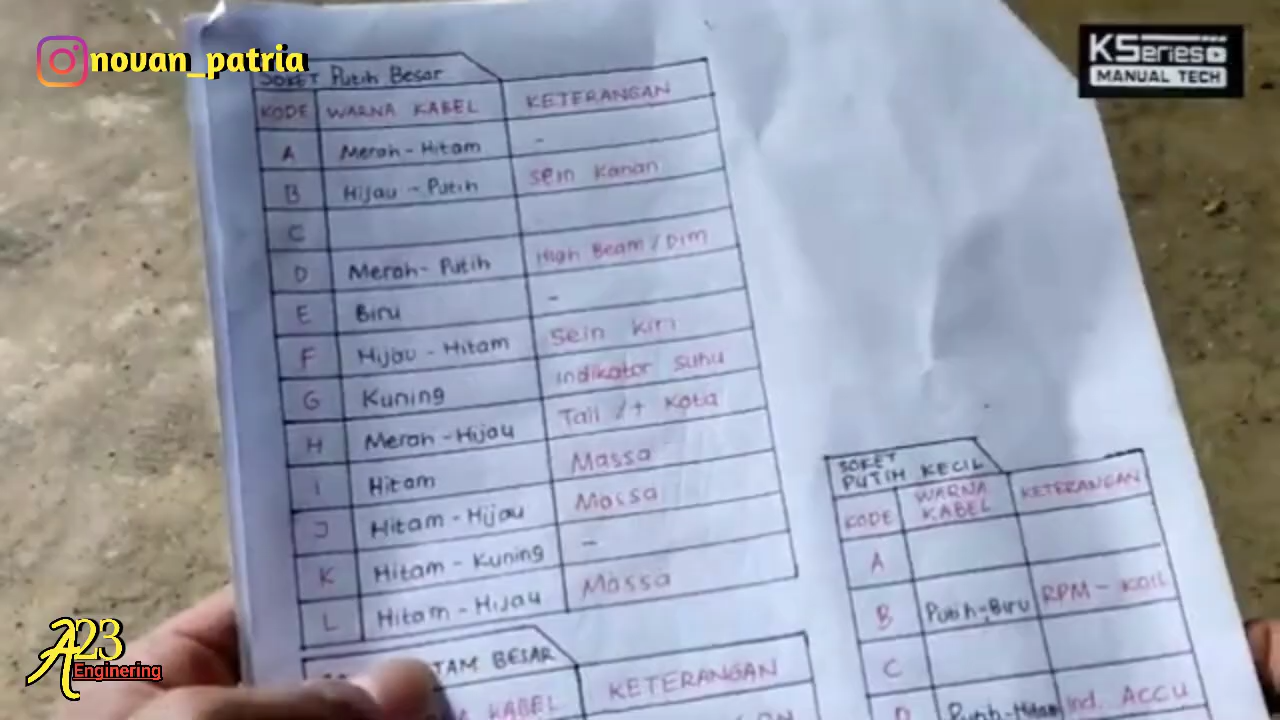 novan_patria
KSeries
MANUAL TECH
SOKET Putih Besar
KODE WARNA KABEL KETERANGAN
A Merah - Hitam -
B Hijau - Putih Sein Kanan
C
D Merah - Putih High Beam / Dim
E Biru -
F Hijau - Hitam Sein kiri
G Kuning Indikator Suhu
H Merah - Hijau Tail / + Kota
I Hitam Massa
J Hitam - Hijau Massa
K Hitam - Kuning -
L Hitam - Hijau Massa
TAM BESAR
KABEL KETERANGAN
SOKET
PUTIH KECIL
KODE WARNA KABEL KETERANGAN
A
B Putih-Biru RPM - Koil
C
D Putih-Hitam Ind. ACCU
A23
Enginering